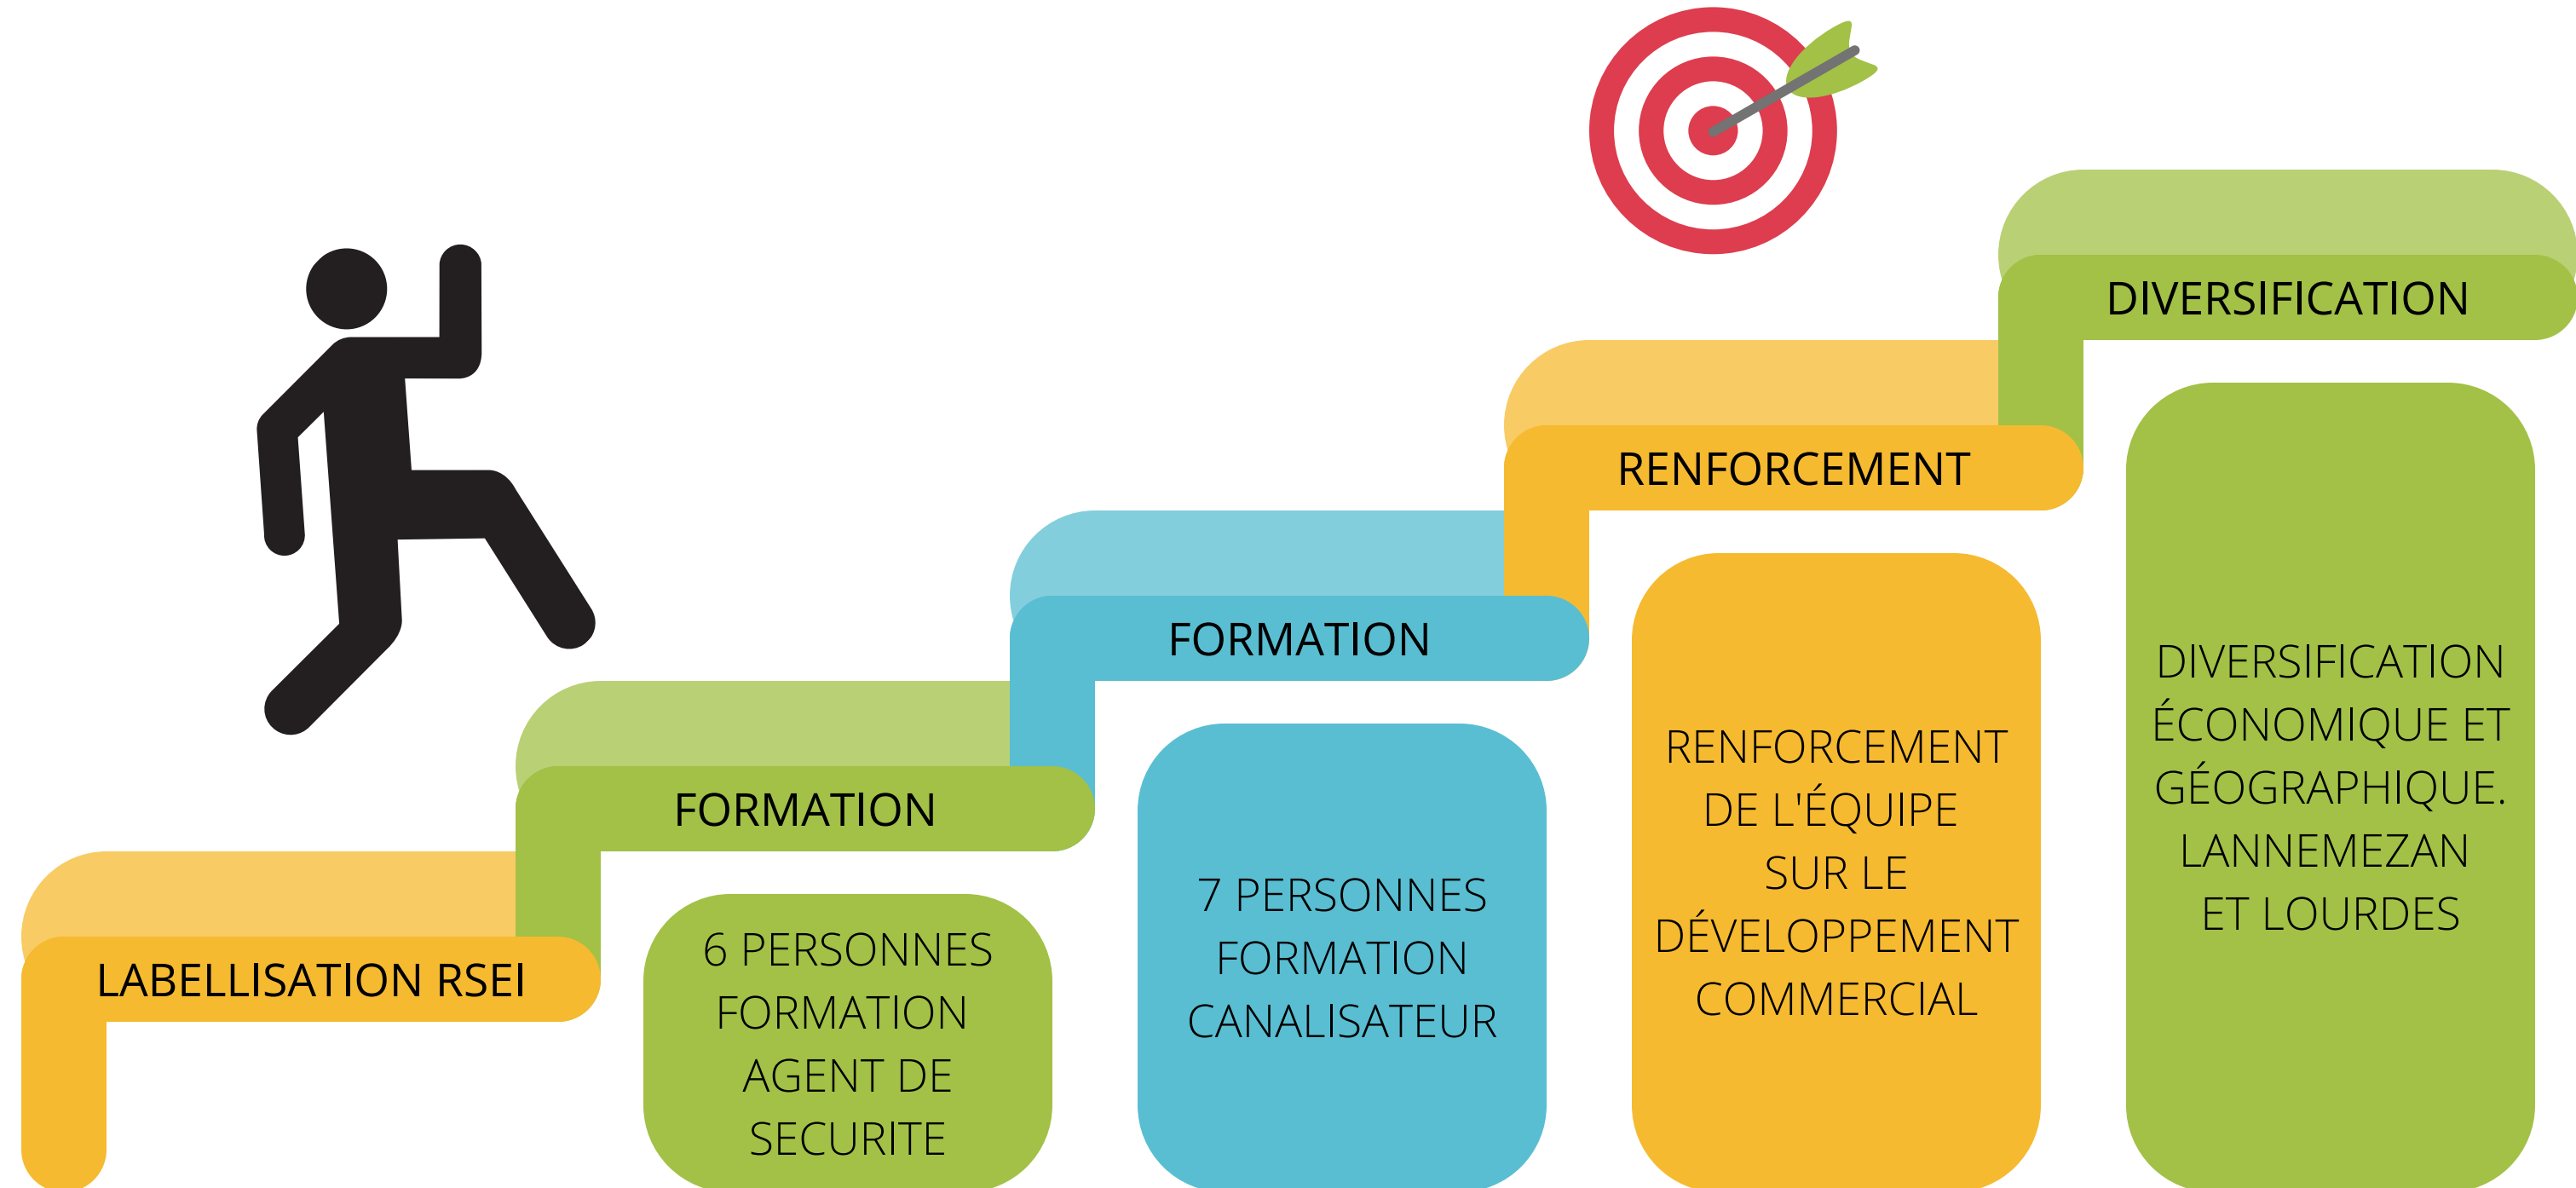 LABELLISATION RSEI
FORMATION
6 PERSONNES
FORMATION
AGENT DE
SECURITE
FORMATION
7 PERSONNES
FORMATION
CANALISATEUR
RENFORCEMENT
RENFORCEMENT
DE L'ÉQUIPE
SUR LE
DÉVELOPPEMENT
COMMERCIAL
DIVERSIFICATION
DIVERSIFICATION
ÉCONOMIQUE ET
GÉOGRAPHIQUE.
LANNEMEZAN
ET LOURDES